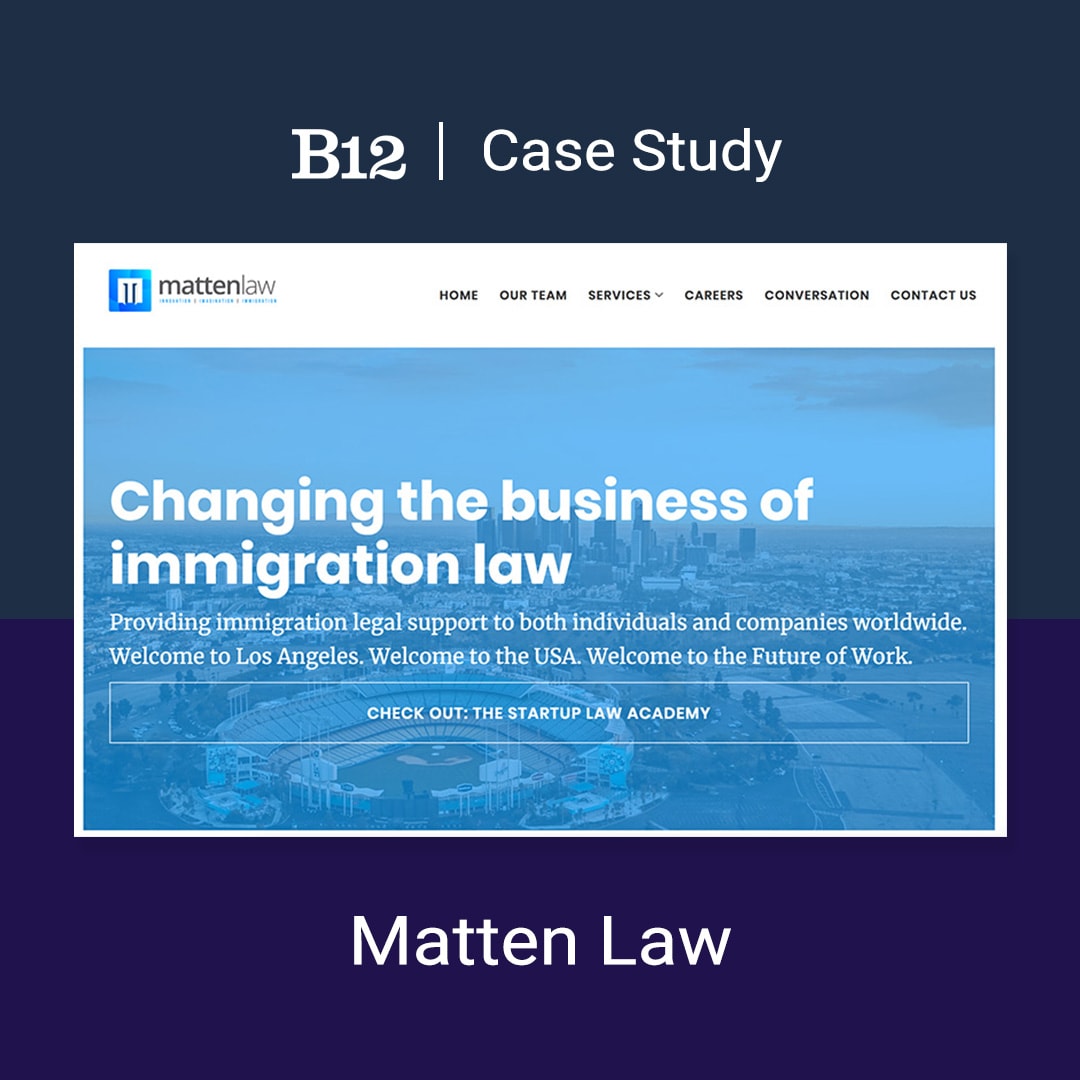 B12 | Case Study
mattenlaw
INNOVATION | IMAGINATION | IMMIGRATION
HOME OUR TEAM SERVICES CAREERS CONVERSATION CONTACT US
Changing the business of
immigration law
Providing immigration legal support to both individuals and companies worldwide.
Welcome to Los Angeles. Welcome to the USA. Welcome to the Future of Work.
CHECK OUT: THE STARTUP LAW ACADEMY
Matten Law